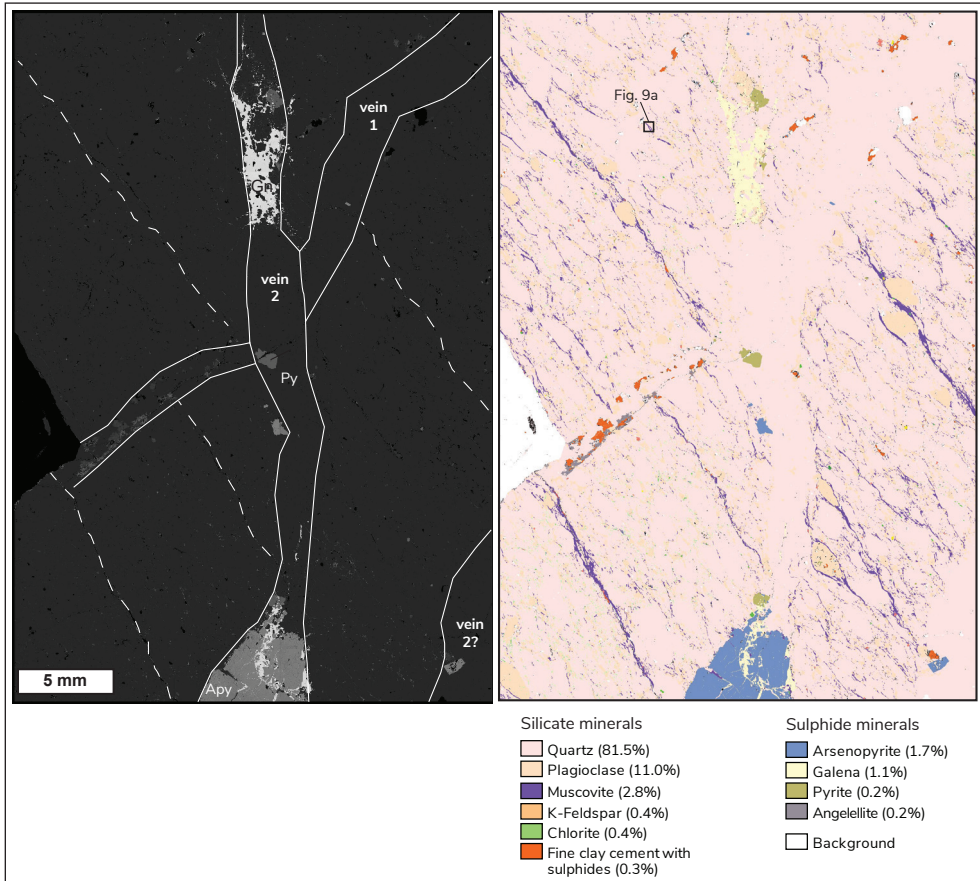 Gn
vein
1
vein
2
Py
vein
2?
5 mm
Apy
Fig. 9a
Silicate minerals
Quartz (81.5%)
Plagioclase (11.0%)
Muscovite (2.8%)
K-Feldspar (0.4%)
Chlorite (0.4%)
Fine clay cement with
sulphides (0.3%)
Sulphide minerals
Arsenopyrite (1.7%)
Galena (1.1%)
Pyrite (0.2%)
Angelellite (0.2%)
Background